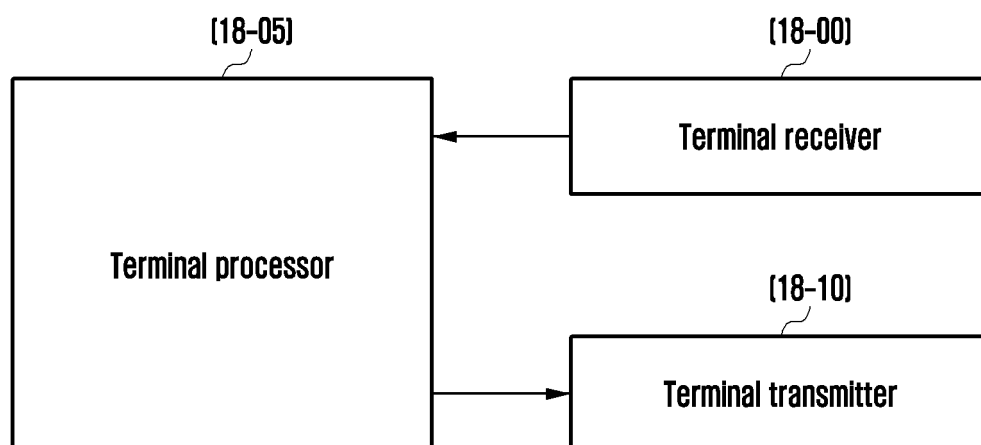 (18-05)
(18-00)
Terminal receiver
Terminal processor
(18-10)
Terminal transmitter